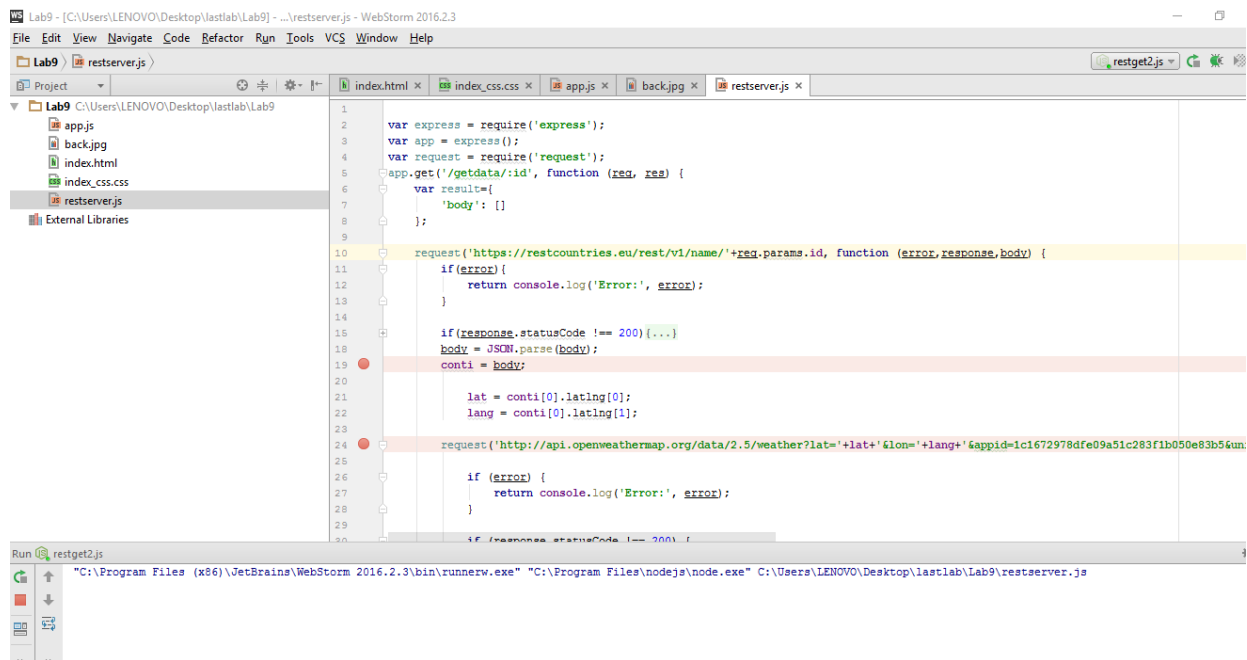 WS Lab9 - [C:\Users\LENOVO\Desktop\lastlab\Lab9] - ...\restserver.js - WebStorm 2016.2.3
File Edit View Navigate Code Refactor Run Tools VCS Window Help
Lab9 restserver.js restget2.js
Project index.html index_css.css app.js back.jpg restserver.js
Lab9 C:\Users\LENOVO\Desktop\lastlab\Lab9
app.js
back.jpg
index.html
index_css.css
restserver.js
External Libraries
1
2 var express = require('express');
3 var app = express();
4 var request = require('request');
5 app.get('/getdata/:id', function (req, res) {
6 var result={
7 'body': []
8 };
9
10 request('https://restcountries.eu/rest/v1/name/'+req.params.id, function (error,response,body) {
11 if(error){
12 return console.log('Error:', error);
13 }
14
15 if(response.statusCode !== 200){...}
18 body = JSON.parse(body);
19 conti = body;
20
21 lat = conti[0].latlng[0];
22 lang = conti[0].latlng[1];
23
24 request('http://api.openweathermap.org/data/2.5/weather?lat='+lat+'&lon='+lang+'&appid=1c1672978dfe09a51c283f1b050e83b5&uni
25
26 if (error) {
27 return console.log('Error:', error);
28 }
29
30 if (response.statusCode !== 200) {
Run restget2.js
"C:\Program Files (x86)\JetBrains\WebStorm 2016.2.3\bin\runnerw.exe" "C:\Program Files\nodejs\node.exe" C:\Users\LENOVO\Desktop\lastlab\Lab9\restserver.js